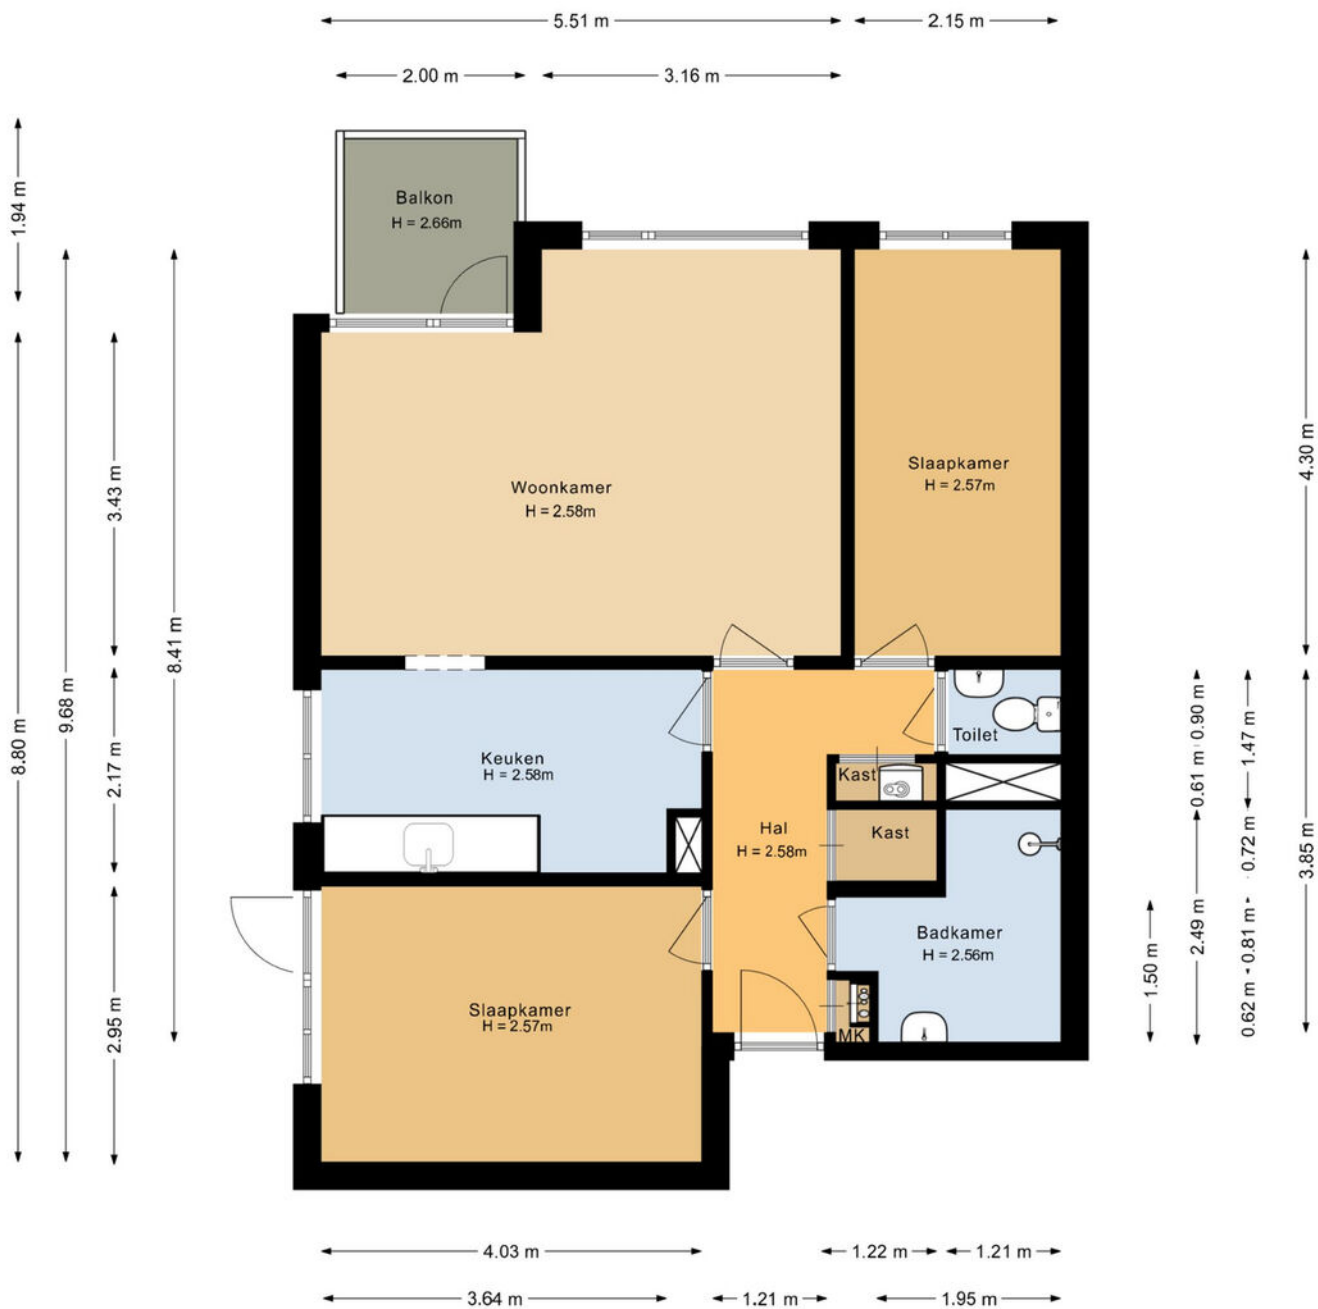 5.51 m
2.15 m
2.00 m
3.16 m
1.94 m
Balkon
H = 2.66m
8.80 m
9.68 m
3.43 m
8.41 m
2.17 m
2.95 m
Woonkamer
H = 2.58m
Slaapkamer
H = 2.57m
4.30 m
Keuken
H = 2.58m
Toilet
Kast
Kast
Hal
H = 2.58m
Badkamer
H = 2.56m
Slaapkamer
H = 2.57m
MK
0.90 m
0.61 m
1.47 m
0.72 m
2.49 m
0.81 m
0.62 m
1.50 m
3.85 m
4.03 m
1.22 m
1.21 m
3.64 m
1.21 m
1.95 m